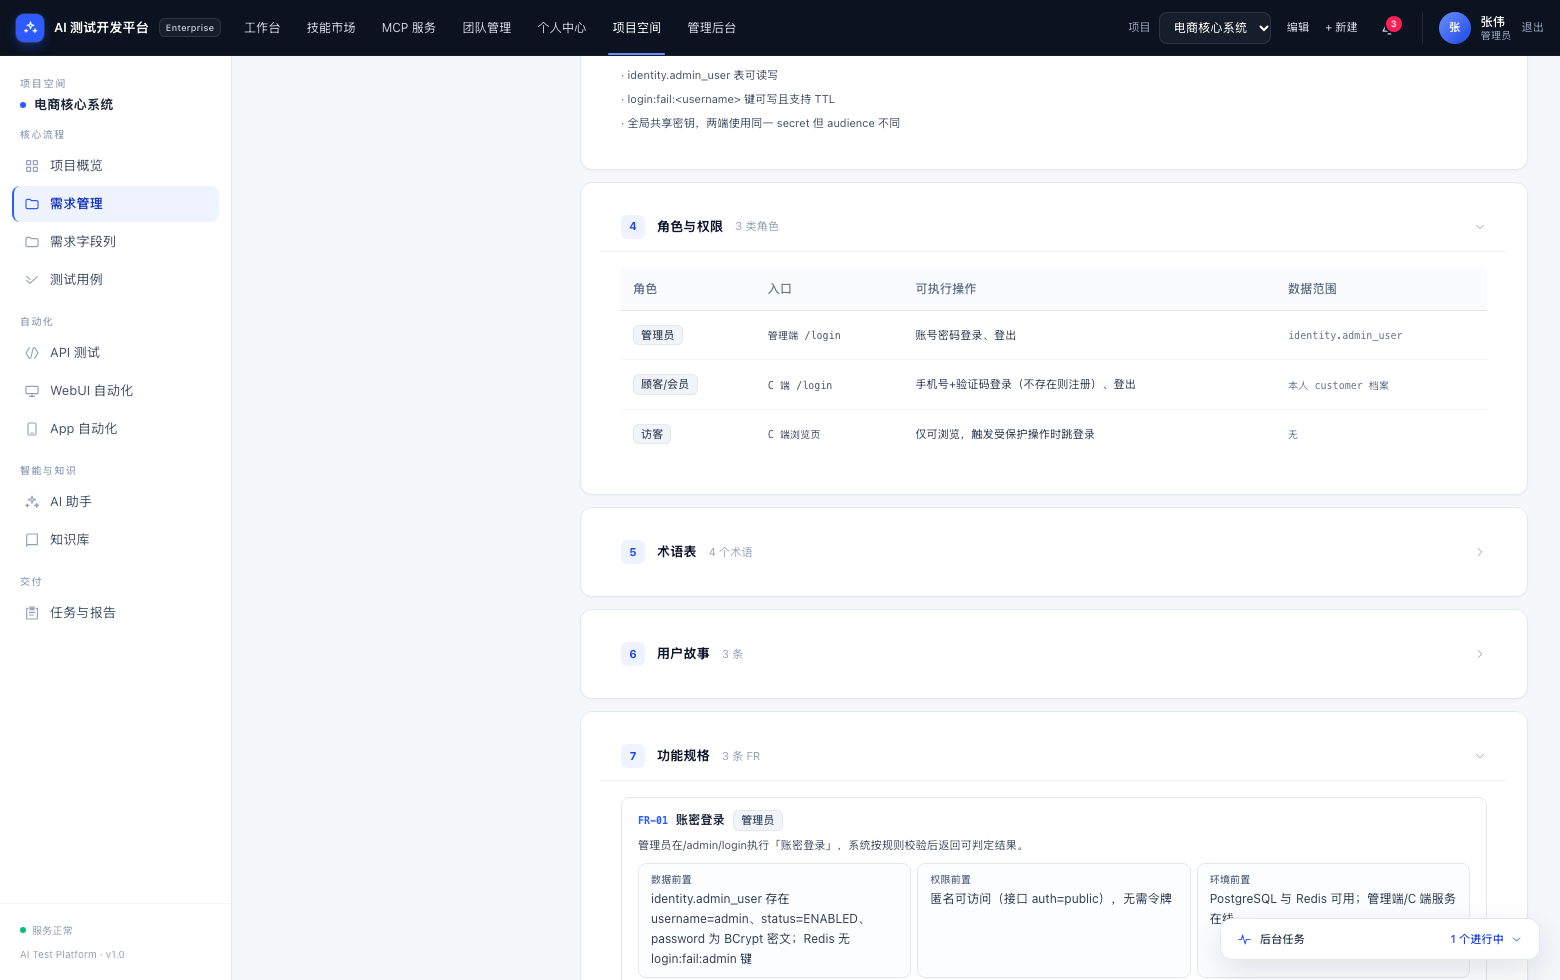 AI 测试开发平台
Enterprise
工作台
技能市场
MCP 服务
团队管理
个人中心
项目空间
管理后台
项目
电商核心系统
编辑
+ 新建
3
张
张伟
管理员
退出
项目空间
电商核心系统
核心流程
项目概览
需求管理
需求字段列
测试用例
自动化
API 测试
WebUI 自动化
App 自动化
智能与知识
AI 助手
知识库
交付
任务与报告
服务正常
AI Test Platform · v1.0
· identity.admin_user 表可读写
· login:fail:<username> 键可写且支持 TTL
· 全局共享密钥，两端使用同一 secret 但 audience 不同
4 角色与权限 3 类角色
角色 入口 可执行操作 数据范围
管理员 管理端 /login 账号密码登录、登出 identity.admin_user
顾客/会员 C 端 /login 手机号+验证码登录（不存在则注册）、登出 本人 customer 档案
访客 C 端浏览页 仅可浏览，触发受保护操作时跳登录 无
5 术语表 4 个术语
6 用户故事 3 条
7 功能规格 3 条 FR
FR-01 账密登录 管理员
管理员在/admin/login执行「账密登录」，系统按规则校验后返回可判定结果。
数据前置
identity.admin_user 存在
username=admin、status=ENABLED、
password 为 BCrypt 密文；Redis 无
login:fail:admin 键
权限前置
匿名可访问（接口 auth=public），无需令牌
环境前置
PostgreSQL 与 Redis 可用；管理端/C 端服务
在线
后台任务
1 个进行中